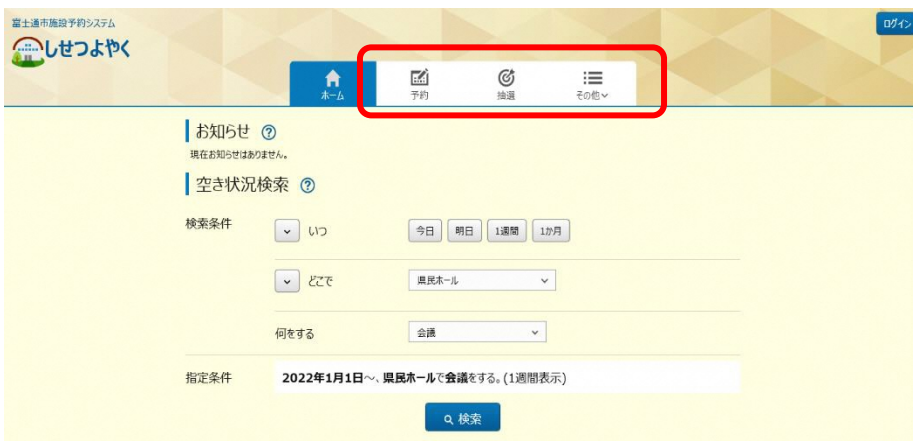 富士通市施設予約システム
しせつよやく
ログイン
ホーム 予約 抽選 その他
お知らせ ?
現在お知らせはありません。
空き状況検索 ?
検索条件 いつ 今日 明日 1週間 1か月
どこで 県民ホール
何をする 会議
指定条件 2022年1月1日～、県民ホールで会議をする。(1週間表示)
検索